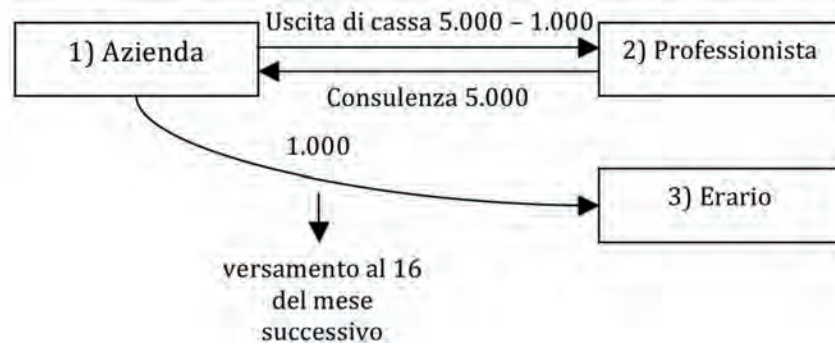 Uscita di cassa 5.000 – 1.000
1) Azienda
2) Professionista
Consulenza 5.000
1.000
3) Erario
versamento al 16
del mese
successivo